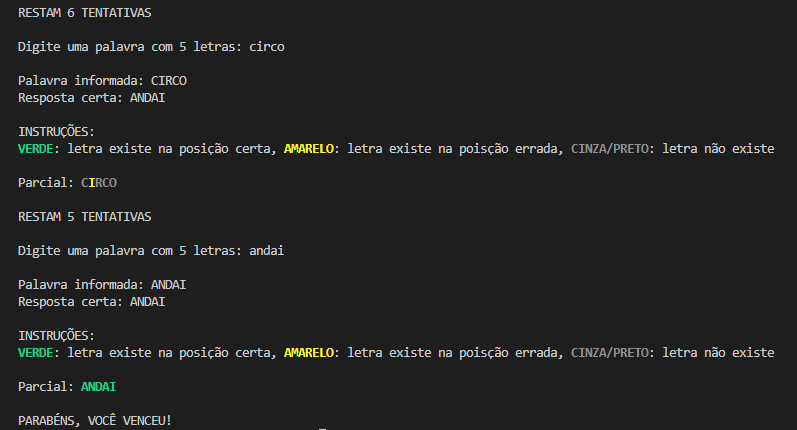 RESTAM 6 TENTATIVAS
Digite uma palavra com 5 letras: circo
Palavra informada: CIRCO
Resposta certa: ANDAI
INSTRUÇÕES:
VERDE: letra existe na posição certa, AMARELO: letra existe na poisção errada, CINZA/PRETO: letra não existe
Parcial: CIRCO
RESTAM 5 TENTATIVAS
Digite uma palavra com 5 letras: andai
Palavra informada: ANDAI
Resposta certa: ANDAI
INSTRUÇÕES:
VERDE: letra existe na posição certa, AMARELO: letra existe na poisção errada, CINZA/PRETO: letra não existe
Parcial: ANDAI
PARABÉNS, VOCÊ VENCEU!